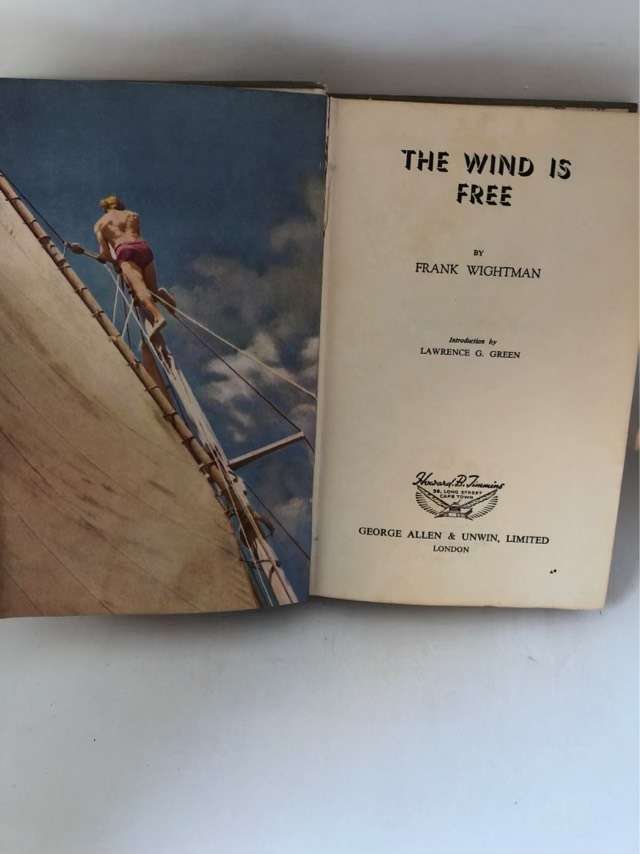 THE WIND IS
FREE
BY
FRANK WIGHTMAN
Introduction by
LAWRENCE G. GREEN
Howard. B. Timmins
LONG STREET
CAPE TOWN
GEORGE ALLEN & UNWIN, LIMITED
LONDON